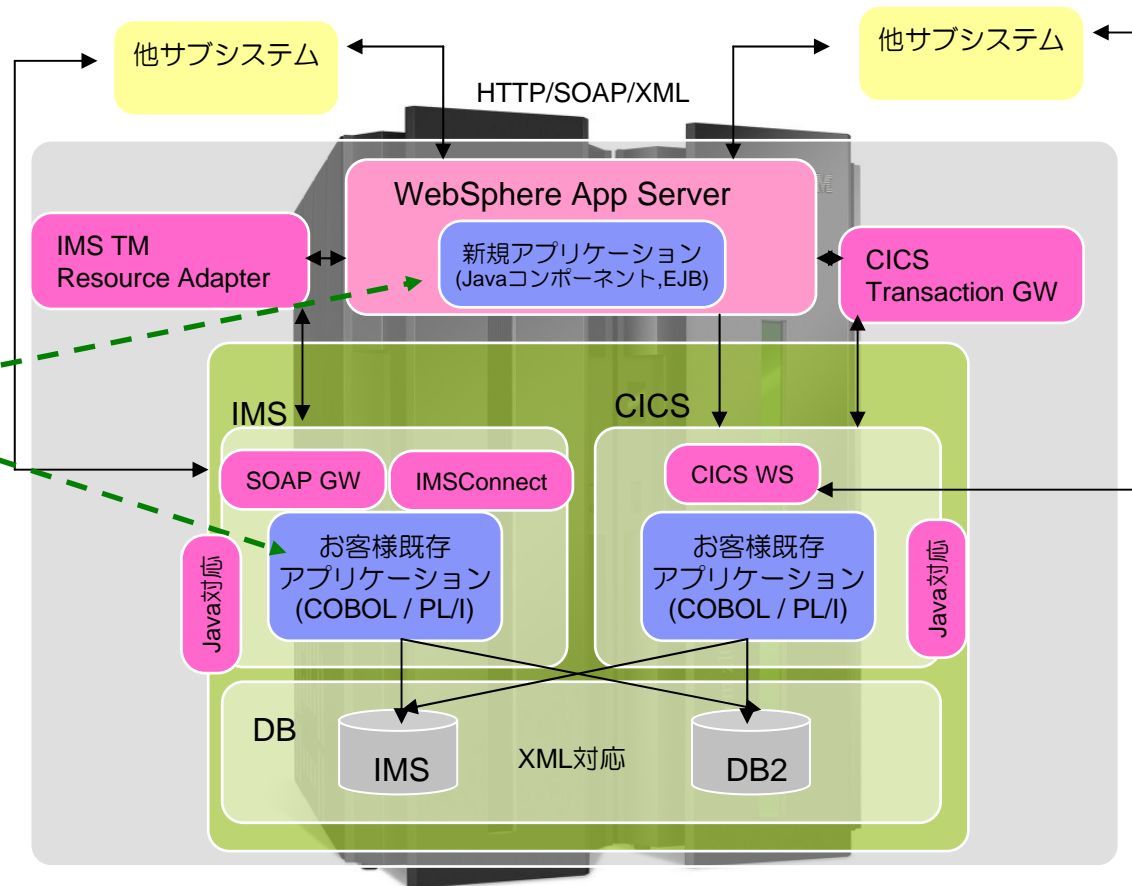 他サブシステム
他サブシステム
HTTP/SOAP/XML
WebSphere App Server
新規アプリケーション
(Javaコンポーネント,EJB)
IMS TM
Resource Adapter
CICS
Transaction GW
IMS
CICS
SOAP GW
IMSConnect
CICS WS
お客様既存
アプリケーション
(COBOL / PL/I)
お客様既存
アプリケーション
(COBOL / PL/I)
Java対応
Java対応
DB
IMS
XML対応
DB2